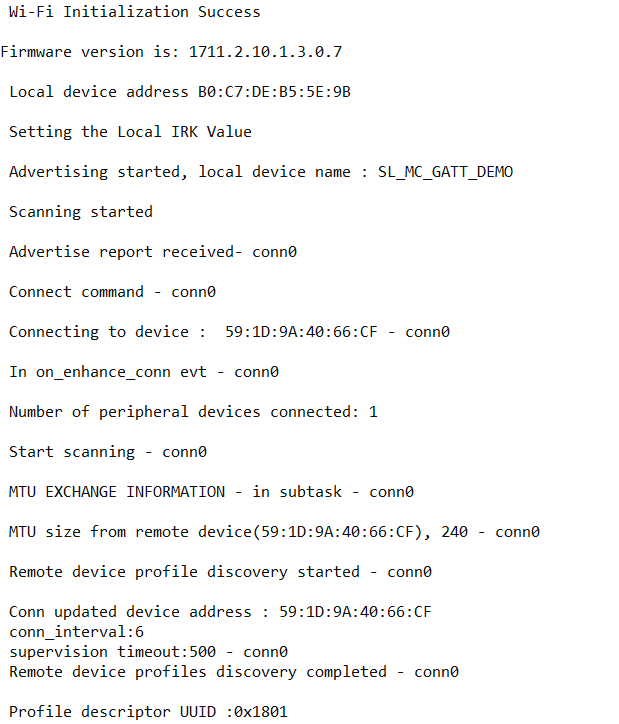 Wi-Fi Initialization Success
Firmware version is: 1711.2.10.1.3.0.7
Local device address B0:C7:DE:B5:5E:9B
Setting the Local IRK Value
Advertising started, local device name : SL_MC_GATT_DEMO
Scanning started
Advertise report received- conn0
Connect command - conn0
Connecting to device :  59:1D:9A:40:66:CF - conn0
In on_enhance_conn evt - conn0
Number of peripheral devices connected: 1
Start scanning - conn0
MTU EXCHANGE INFORMATION - in subtask - conn0
MTU size from remote device(59:1D:9A:40:66:CF), 240 - conn0
Remote device profile discovery started - conn0
Conn updated device address : 59:1D:9A:40:66:CF
conn_interval:6
supervision timeout:500 - conn0
Remote device profiles discovery completed - conn0
Profile descriptor UUID :0x1801